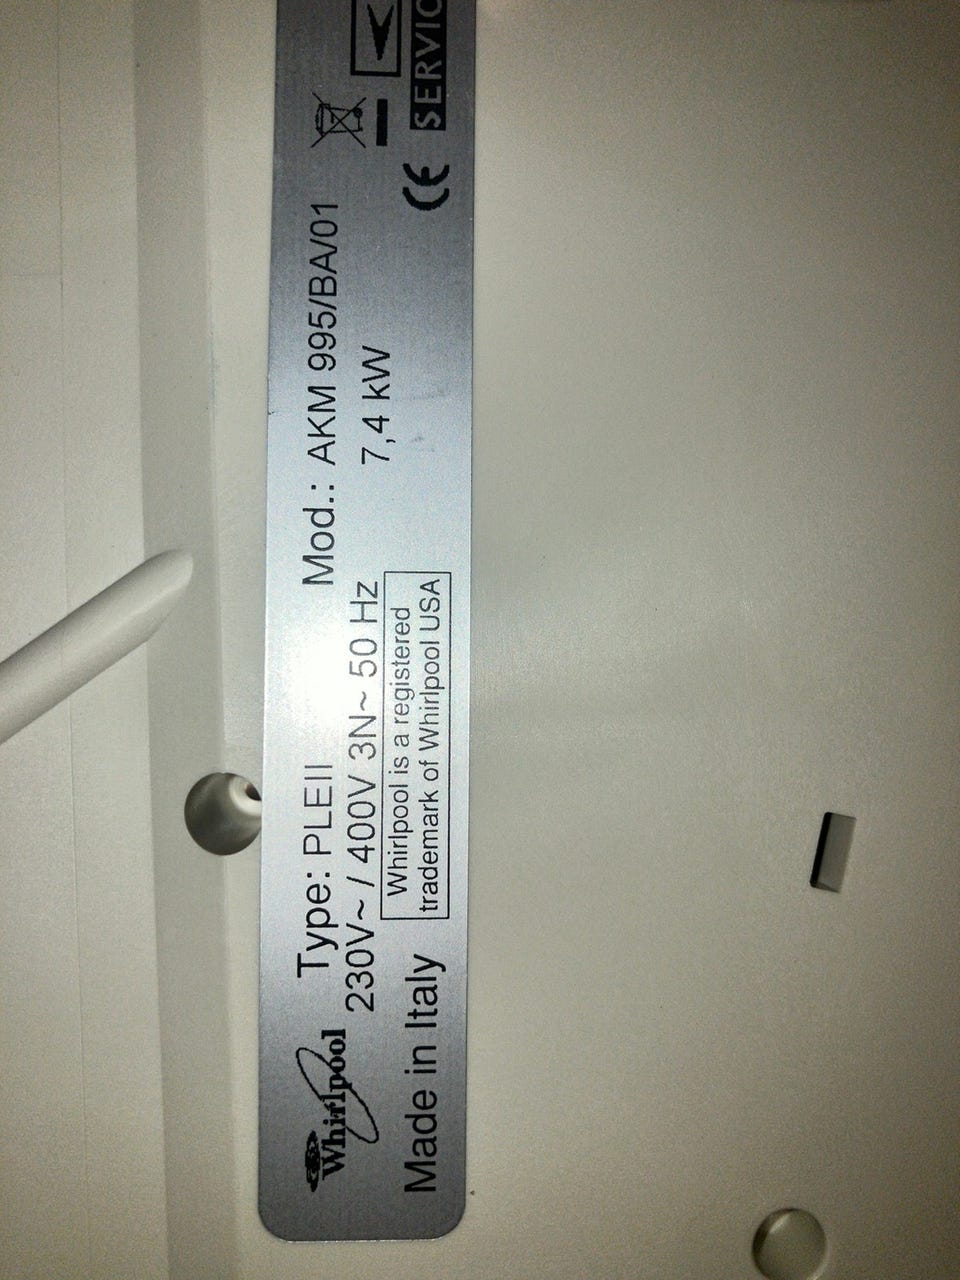 Whirlpool
Type: PLEII Mod.: AKM 995/BA/01
230V~ / 400V 3N~ 50 Hz 7,4 kW
Made in Italy
Whirlpool is a registered
trademark of Whirlpool USA
CE